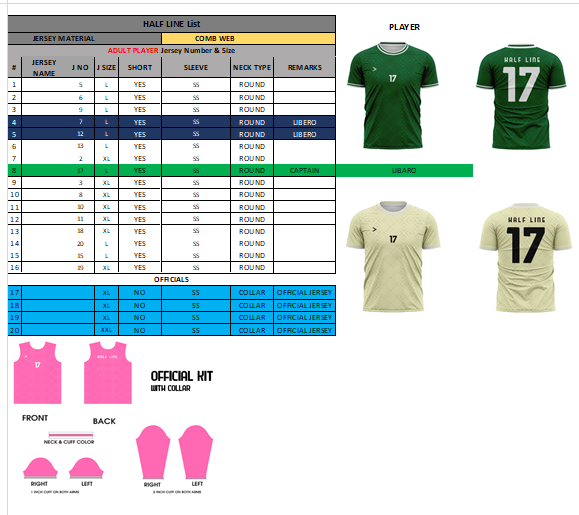 HALF LINE List
JERSEY MATERIAL COMB WEB
ADULT PLAYER Jersey Number & Size
# JERSEY NAME J NO J SIZE SHORT SLEEVE NECK TYPE REMARKS
1 5 L YES SS ROUND
2 6 L YES SS ROUND
3 9 L YES SS ROUND
4 7 L YES SS ROUND LIBERO
5 12 L YES SS ROUND LIBERO
6 13 L YES SS ROUND
7 2 XL YES SS ROUND
8 17 L YES SS ROUND CAPTAIN LIBARO
9 3 XL YES SS ROUND
10 8 XL YES SS ROUND
11 10 XL YES SS ROUND
12 11 XL YES SS ROUND
13 18 XL YES SS ROUND
14 20 L YES SS ROUND
15 15 L YES SS ROUND
16 19 XL YES SS ROUND
OFFICIALS
17 XL NO SS COLLAR OFFICIAL JERSEY
18 XL NO SS COLLAR OFFICIAL JERSEY
19 XL NO SS COLLAR OFFICIAL JERSEY
20 XXL NO SS COLLAR OFFICIAL JERSEY
PLAYER
17
HALF LINE
17
17
HALF LINE
17
17
HALF LINE
OFFICIAL KIT
WITH COLLAR
FRONT BACK
NECK & CUFF COLOR
RIGHT LEFT
1 INCH CUFF ON BOTH ARMS
RIGHT LEFT
2 INCH CUFF ON BOTH ARMS